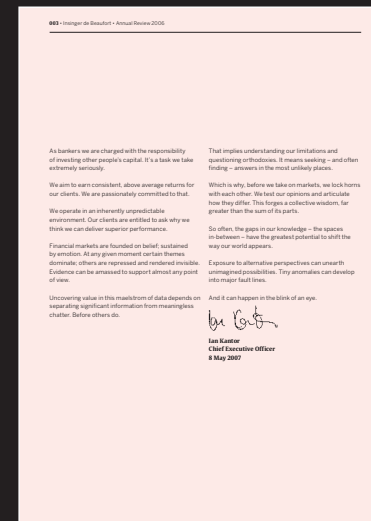 003 • Insinger de Beaufort • Annual Review 2006
As bankers we are charged with the responsibility
of investing other people's capital. It's a task we take
extremely seriously.
We aim to earn consistent, above average returns for
our clients. We are passionately committed to that.
We operate in an inherently unpredictable
environment. Our clients are entitled to ask why we
think we can deliver superior performance.
Financial markets are founded on belief; sustained
by emotion. At any given moment certain themes
dominate; others are repressed and rendered invisible.
Evidence can be amassed to support almost any point
of view.
Uncovering value in this maelstrom of data depends on
separating significant information from meaningless
chatter. Before others do.
That implies understanding our limitations and
questioning orthodoxies. It means seeking – and often
finding – answers in the most unlikely places.
Which is why, before we take on markets, we lock horns
with each other. We test our opinions and articulate
how they differ. This forges a collective wisdom, far
greater than the sum of its parts.
So often, the gaps in our knowledge – the spaces
in-between – have the greatest potential to shift the
way our world appears.
Exposure to alternative perspectives can unearth
unimagined possibilities. Tiny anomalies can develop
into major fault lines.
And it can happen in the blink of an eye.
Ian Kantor
Ian Kantor
Chief Executive Officer
8 May 2007